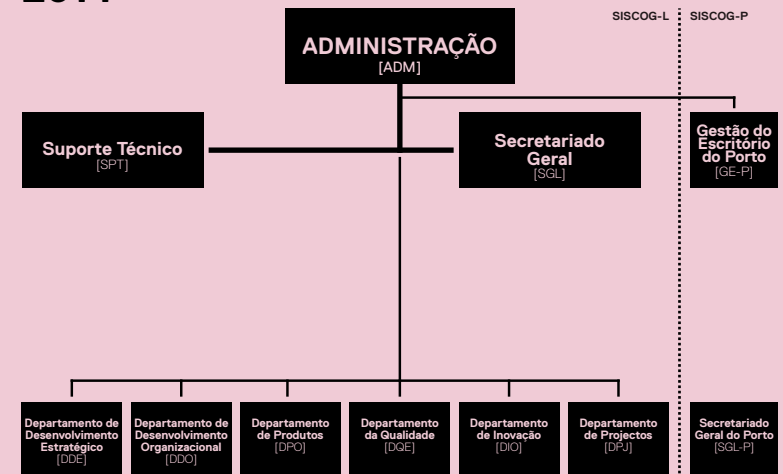 SISCOG-L
SISCOG-P
ADMINISTRAÇÃO
[ADM]
Suporte Técnico
[SPT]
Secretariado
Geral
[SGL]
Gestão do
Escritório
do Porto
[GE-P]
Departamento de
Desenvolvimento
Estratégico
[DDE]
Departamento de
Desenvolvimento
Organizacional
[DDO]
Departamento
de Produtos
[DPO]
Departamento
da Qualidade
[DQE]
Departamento
de Inovação
[DIO]
Departamento
de Projectos
[DPJ]
Secretariado
Geral do Porto
[SGL-P]